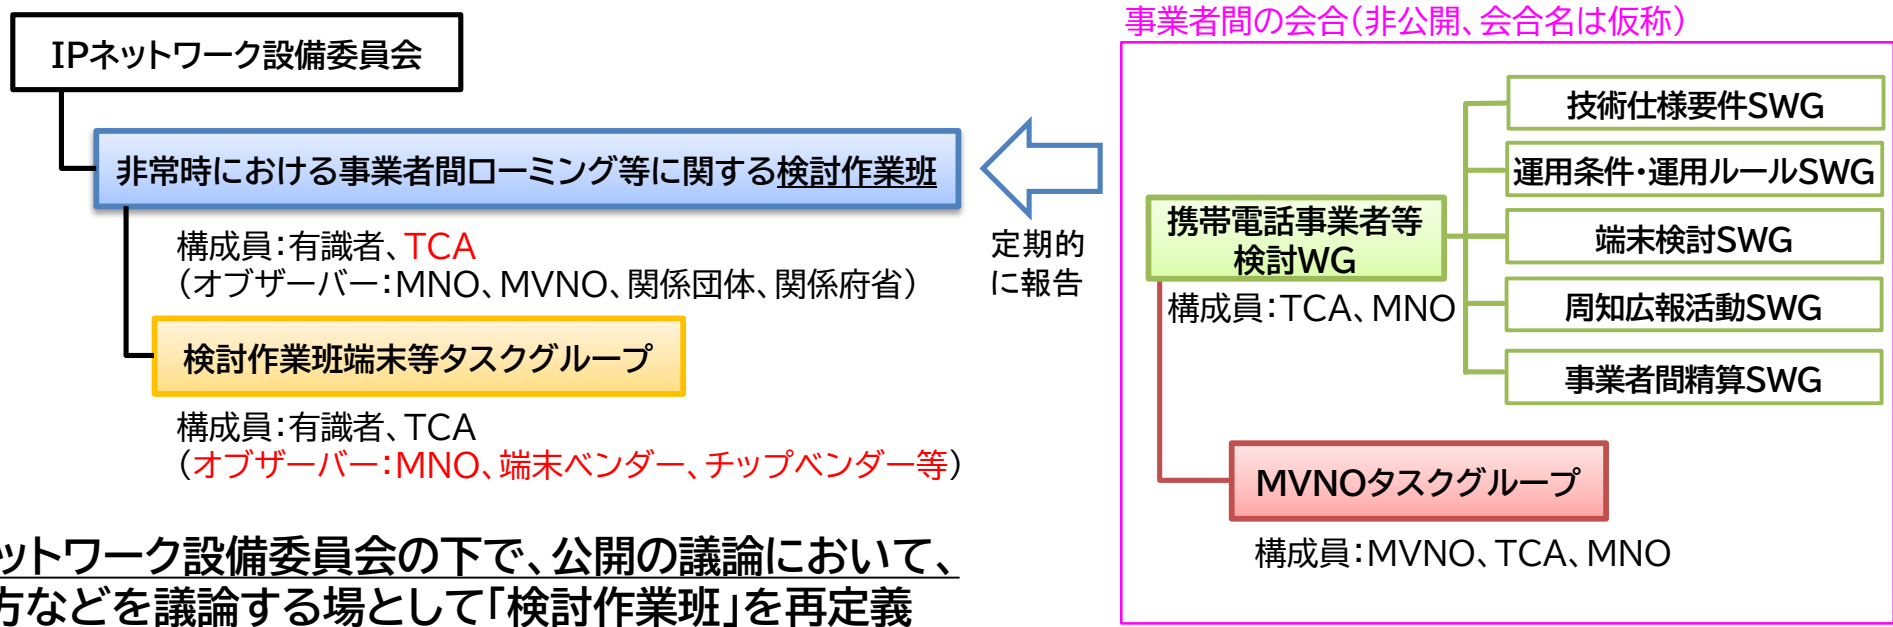 IPネットワーク設備委員会
非常時における事業者間ローミング等に関する検討作業班
構成員：有識者、TCA
（オブザーバー：MNO、MVNO、関係団体、関係府省）
検討作業班端末等タスクグループ
構成員：有識者、TCA
（オブザーバー：MNO、端末ベンダー、チップベンダー等）
ットワーク設備委員会の下で、公開の議論において、
方などを議論する場として「検討作業班」を再定義
定期的
に報告
事業者間の会合（非公開、会合名は仮称）
携帯電話事業者等
検討WG
構成員：TCA、MNO
技術仕様要件SWG
運用条件・運用ルールSWG
端末検討SWG
周知広報活動SWG
事業者間精算SWG
MVNOタスクグループ
構成員：MVNO、TCA、MNO